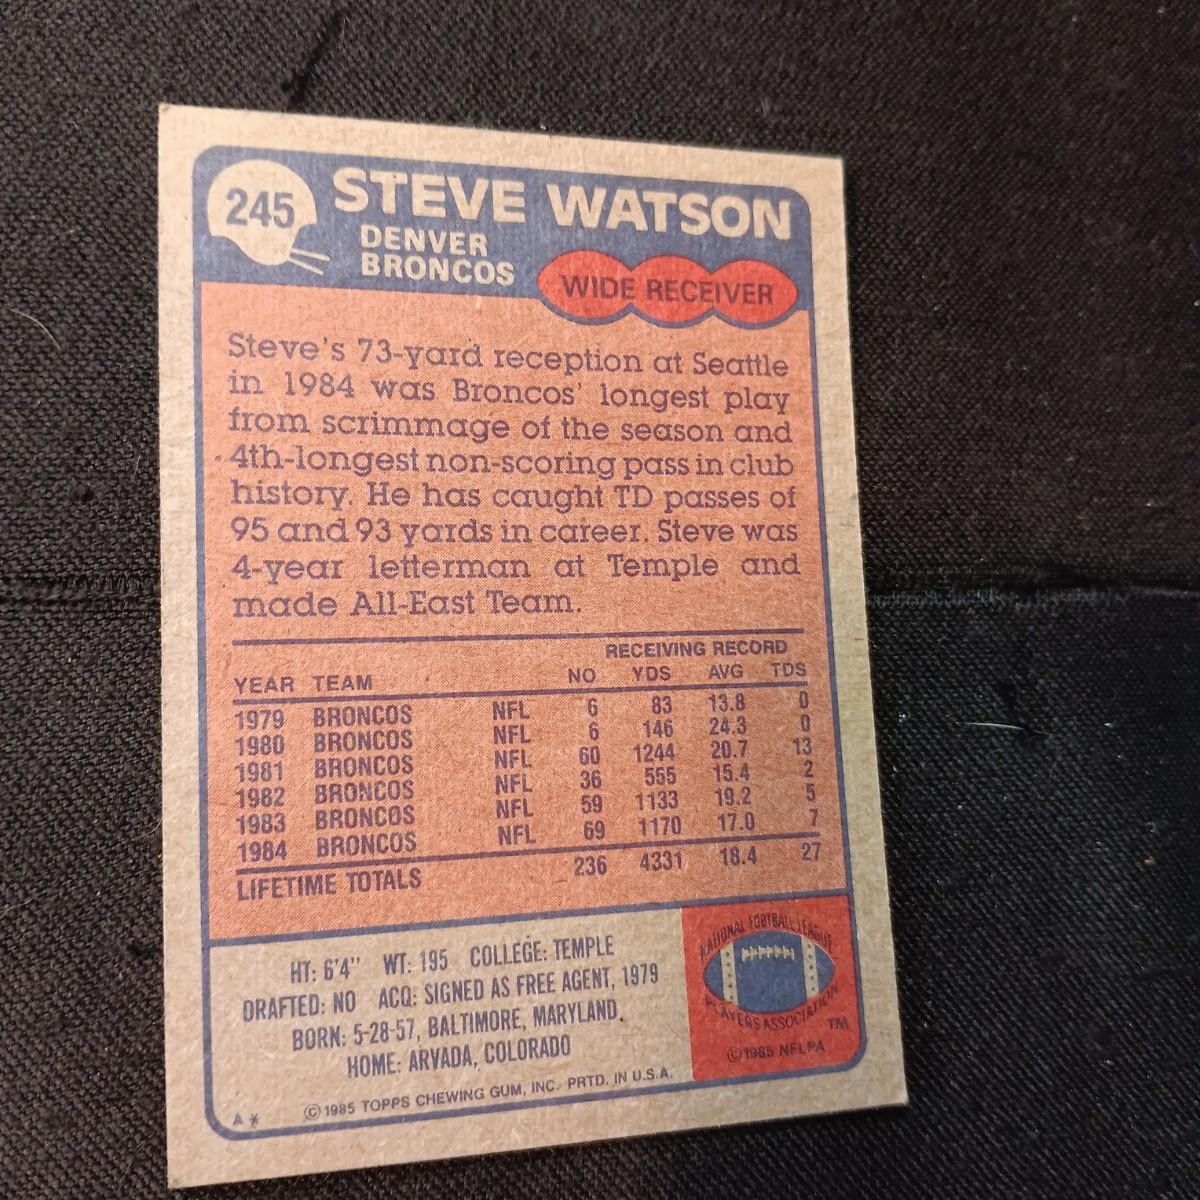 245
STEVE WATSON
DENVER
BRONCOS
WIDE RECEIVER
Steve's 73-yard reception at Seattle
in 1984 was Broncos' longest play
from scrimmage of the season and
4th-longest non-scoring pass in club
history. He has caught TD passes of
95 and 93 yards in career. Steve was
4-year letterman at Temple and
made All-East Team.
RECEIVING RECORD
YEAR TEAM NO YDS AVG TDS
1979 BRONCOS NFL 6 83 13.8 0
1980 BRONCOS NFL 6 146 24.3 0
1981 BRONCOS NFL 60 1244 20.7 13
1982 BRONCOS NFL 36 555 15.4 2
1983 BRONCOS NFL 59 1133 19.2 5
1984 BRONCOS NFL 69 1170 17.0 7
LIFETIME TOTALS 236 4331 18.4 27
HT: 6'4" WT: 195 COLLEGE: TEMPLE
DRAFTED: NO ACQ: SIGNED AS FREE AGENT, 1979
BORN: 5-28-57, BALTIMORE, MARYLAND.
HOME: ARVADA, COLORADO
NATIONAL FOOTBALL LEAGUE
PLAYERS ASSOCIATION
TM
© 1985 NFLPA
A * © 1985 TOPPS CHEWING GUM, INC. PRTD. IN U.S.A.